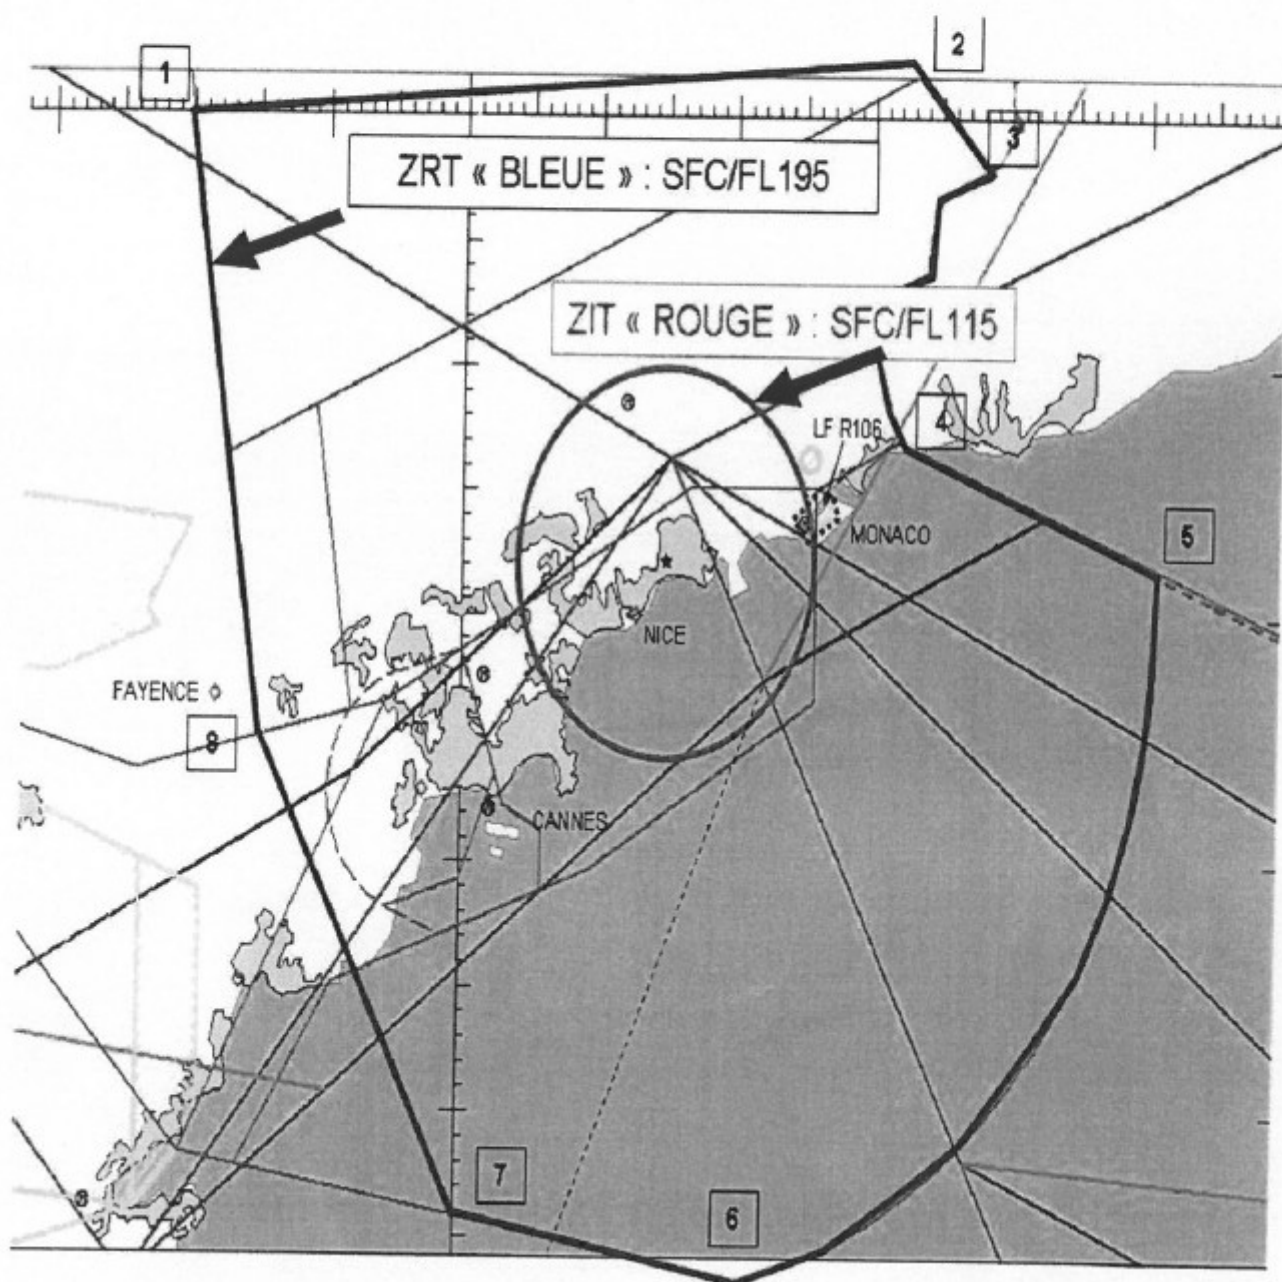 1
2
3
ZRT « BLEUE » : SFC/FL195
ZIT « ROUGE » : SFC/FL115
4
LF R106
MONACO
5
NICE
FAYENCE
8
CANNES
7
6